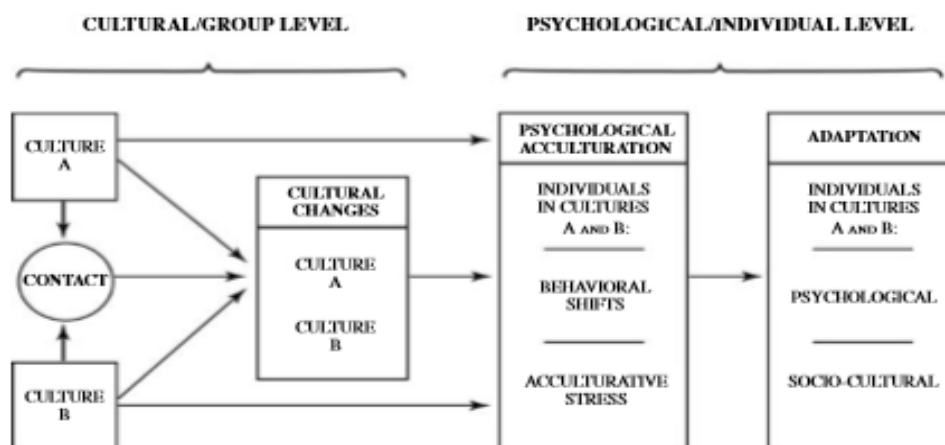 CULTURAL/GROUP LEVEL
PSYCHOLOGICAL/INDIVIDUAL LEVEL
CULTURE
A
CONTACT
CULTURE
B
CULTURAL
CHANGES
CULTURE
A
CULTURE
B
PSYCHOLOGICAL
ACCULTURATION
INDIVIDUALS
IN CULTURES
A AND B:
BEHAVIORAL
SHIFTS
ACCULTURATIVE
STRESS
ADAPTATION
INDIVIDUALS
IN CULTURES
A AND B:
PSYCHOLOGICAL
SOCIO-CULTURAL